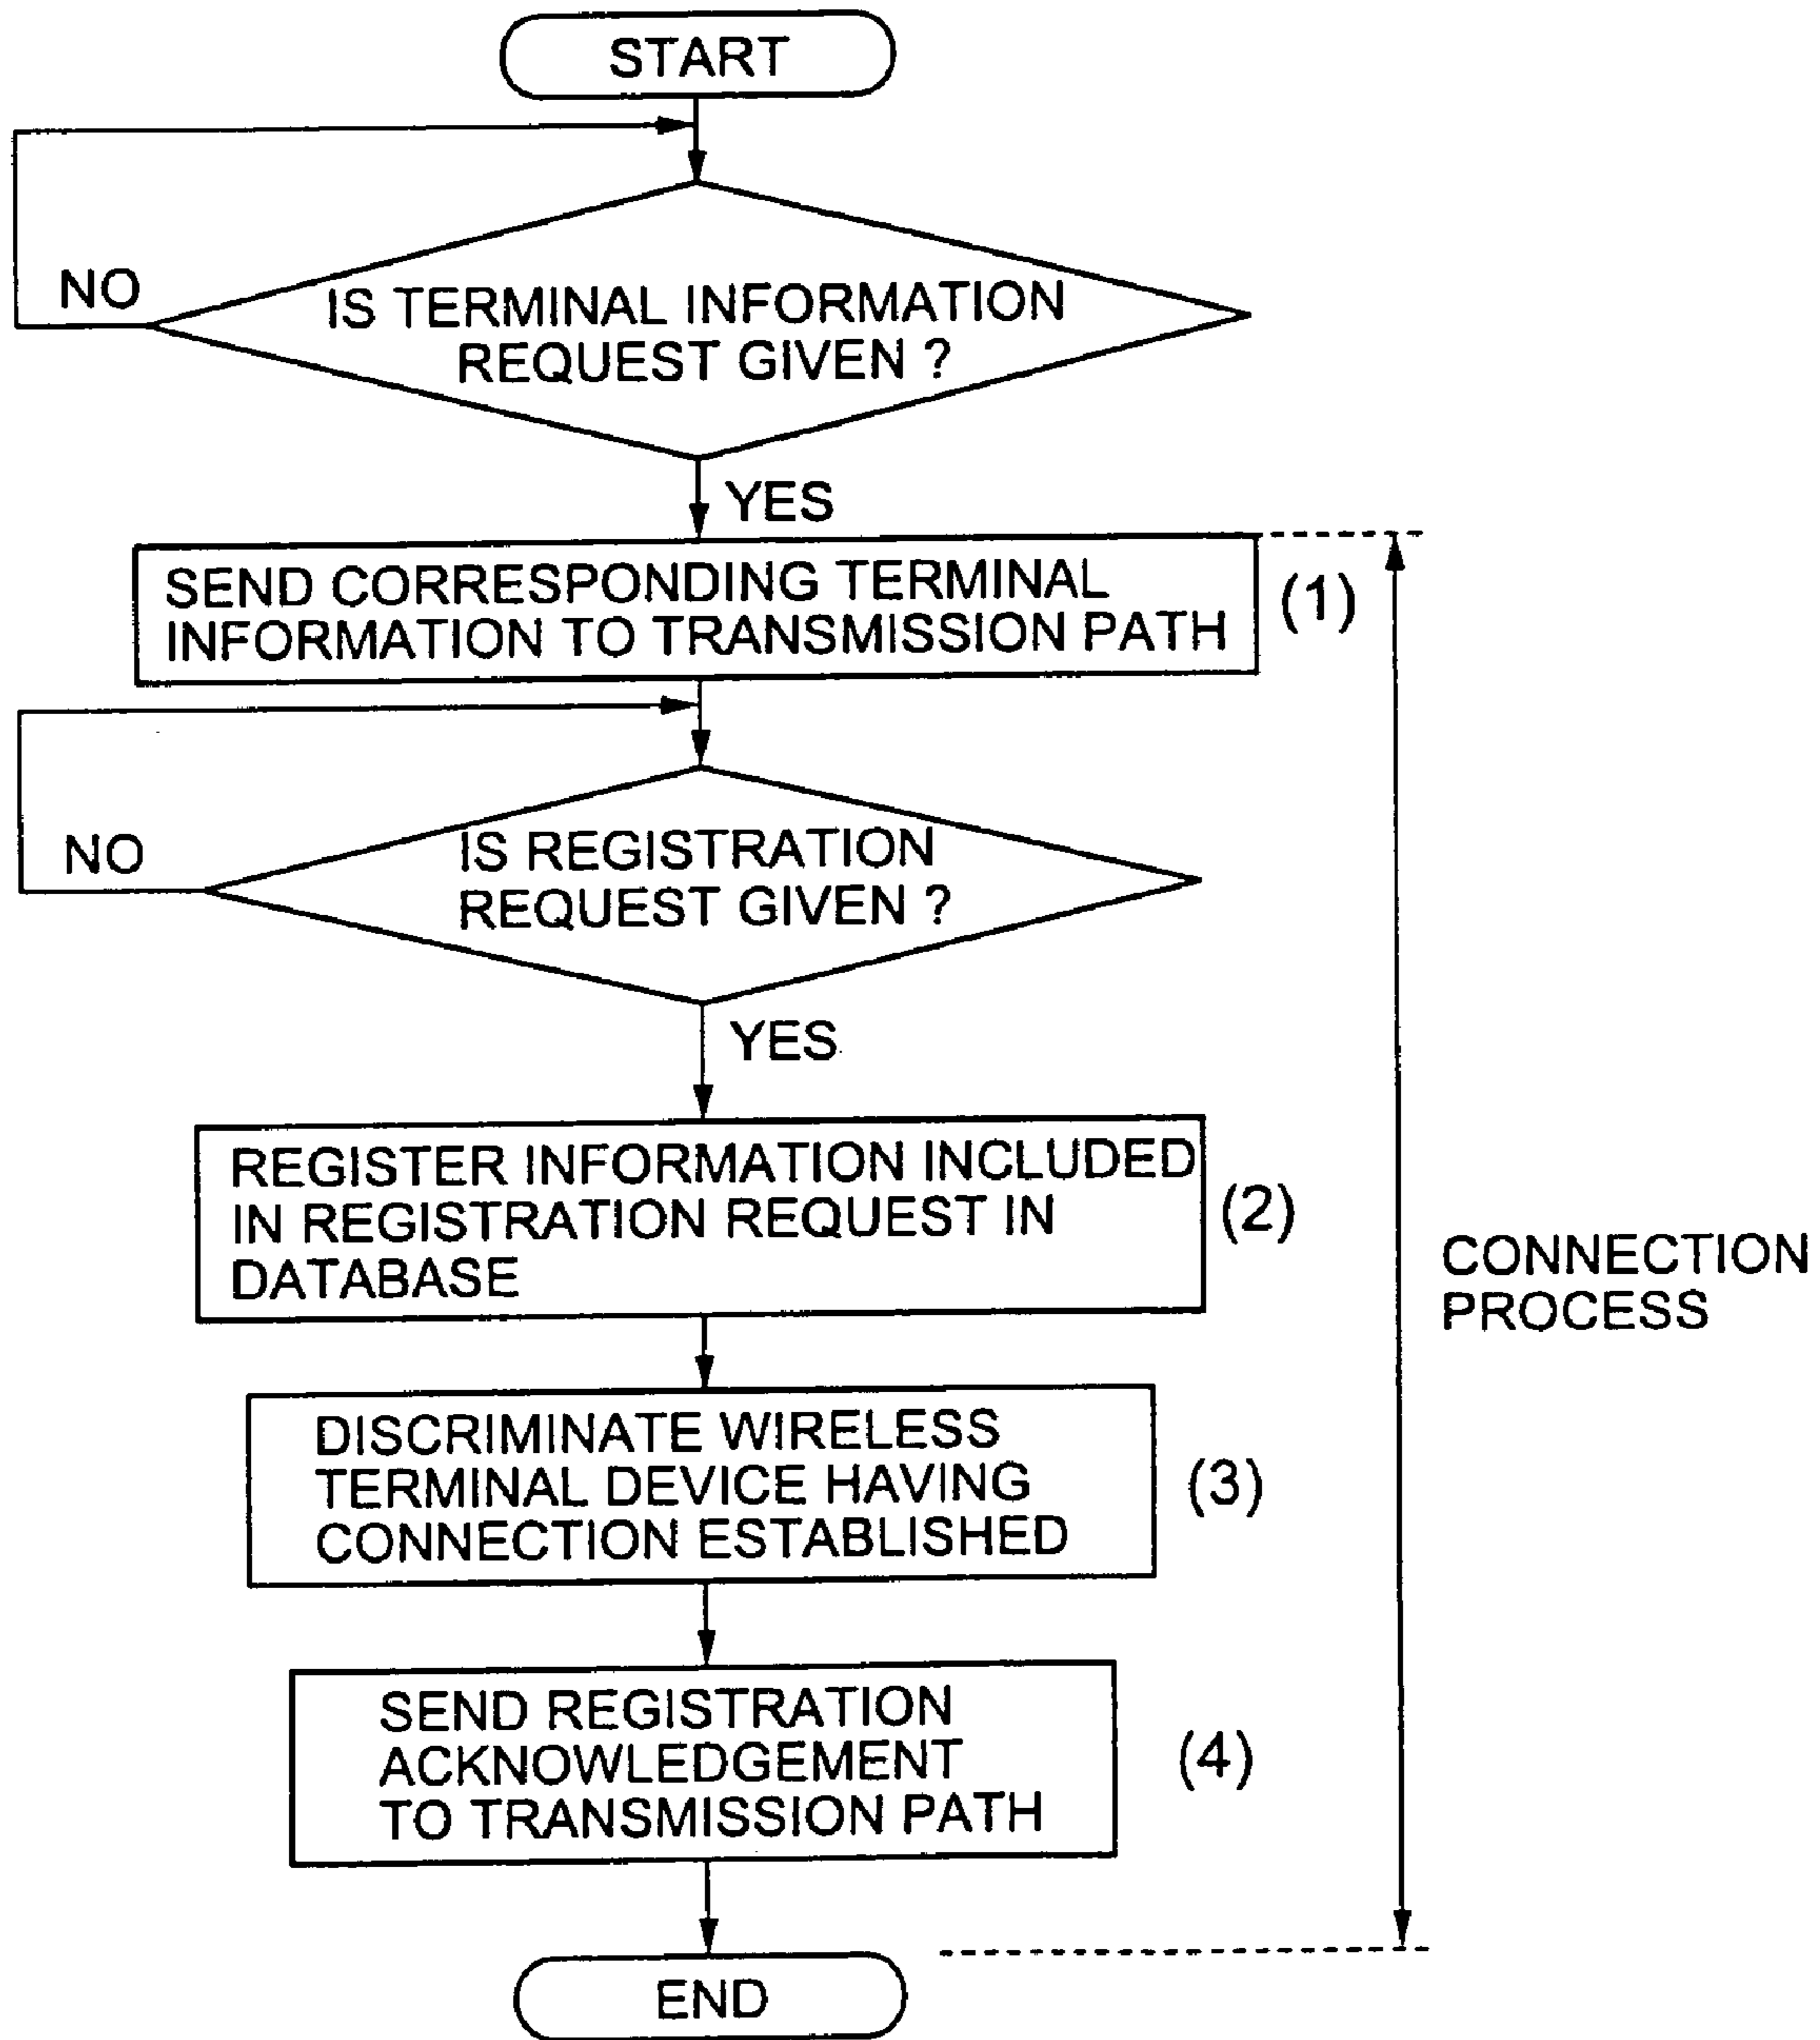 START
NO
IS TERMINAL INFORMATION
REQUEST GIVEN ?
YES
SEND CORRESPONDING TERMINAL
INFORMATION TO TRANSMISSION PATH
(1)
NO
IS REGISTRATION
REQUEST GIVEN ?
YES
REGISTER INFORMATION INCLUDED
IN REGISTRATION REQUEST IN
DATABASE
(2)
CONNECTION
PROCESS
DISCRIMINATE WIRELESS
TERMINAL DEVICE HAVING
CONNECTION ESTABLISHED
(3)
SEND REGISTRATION
ACKNOWLEDGEMENT
TO TRANSMISSION PATH
(4)
END